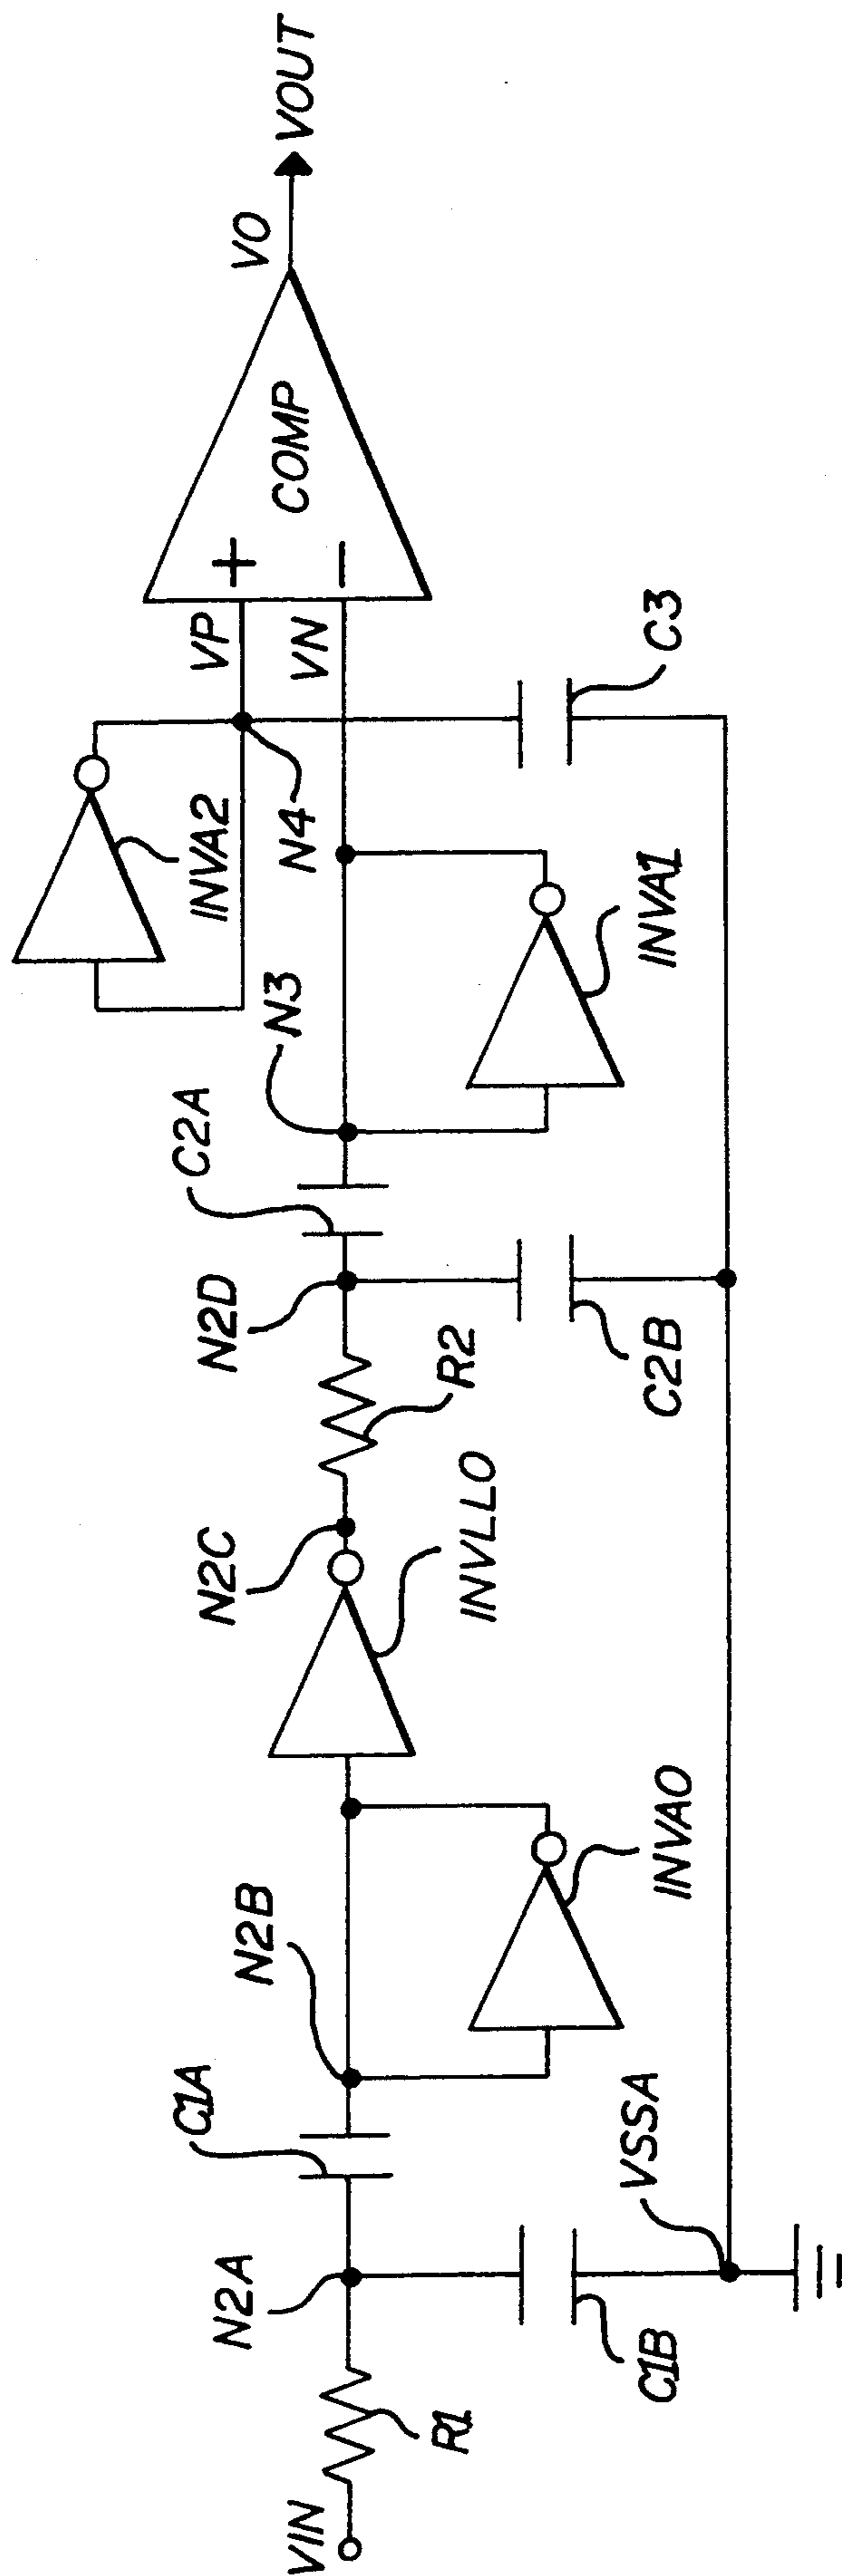 VIN
R1
N2A
C1B
C1A
VSSA
N2B
INVA0
INVLLO
N2C
R2
N2D
C2B
C2A
N3
INVA1
N4
INVA2
C3
VP
VN
+
−
COMP
VO
VOUT